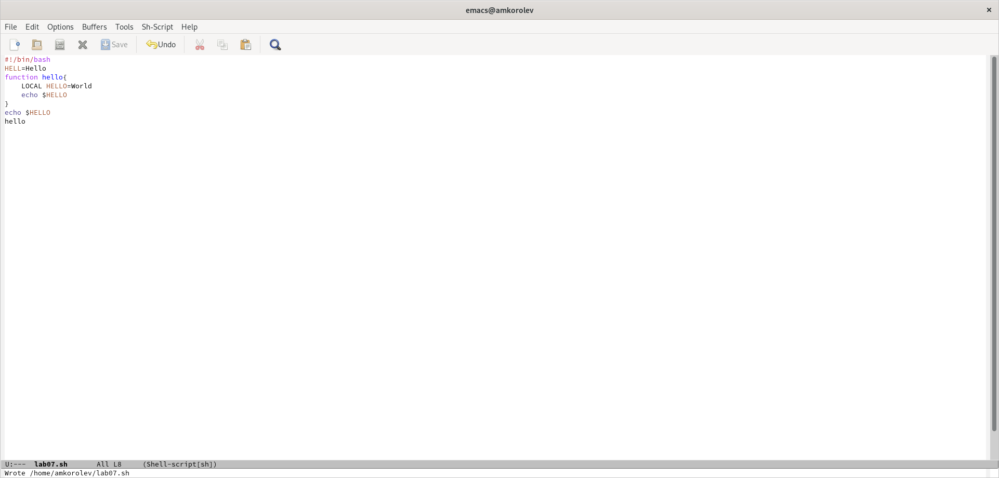 emacs@amkorolev
File Edit Options Buffers Tools Sh-Script Help
Save Undo
#!/bin/bash
HELL=Hello
function hello{
    LOCAL HELLO=World
    echo $HELLO
}
echo $HELLO
hello
U:--- lab07.sh All L8 (Shell-script[sh])
Wrote /home/amkorolev/lab07.sh